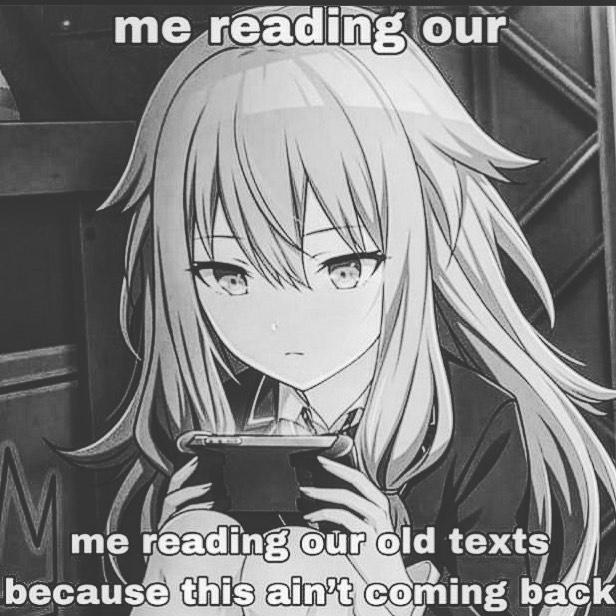 me reading our
me reading our old texts
because this ain't coming back
M